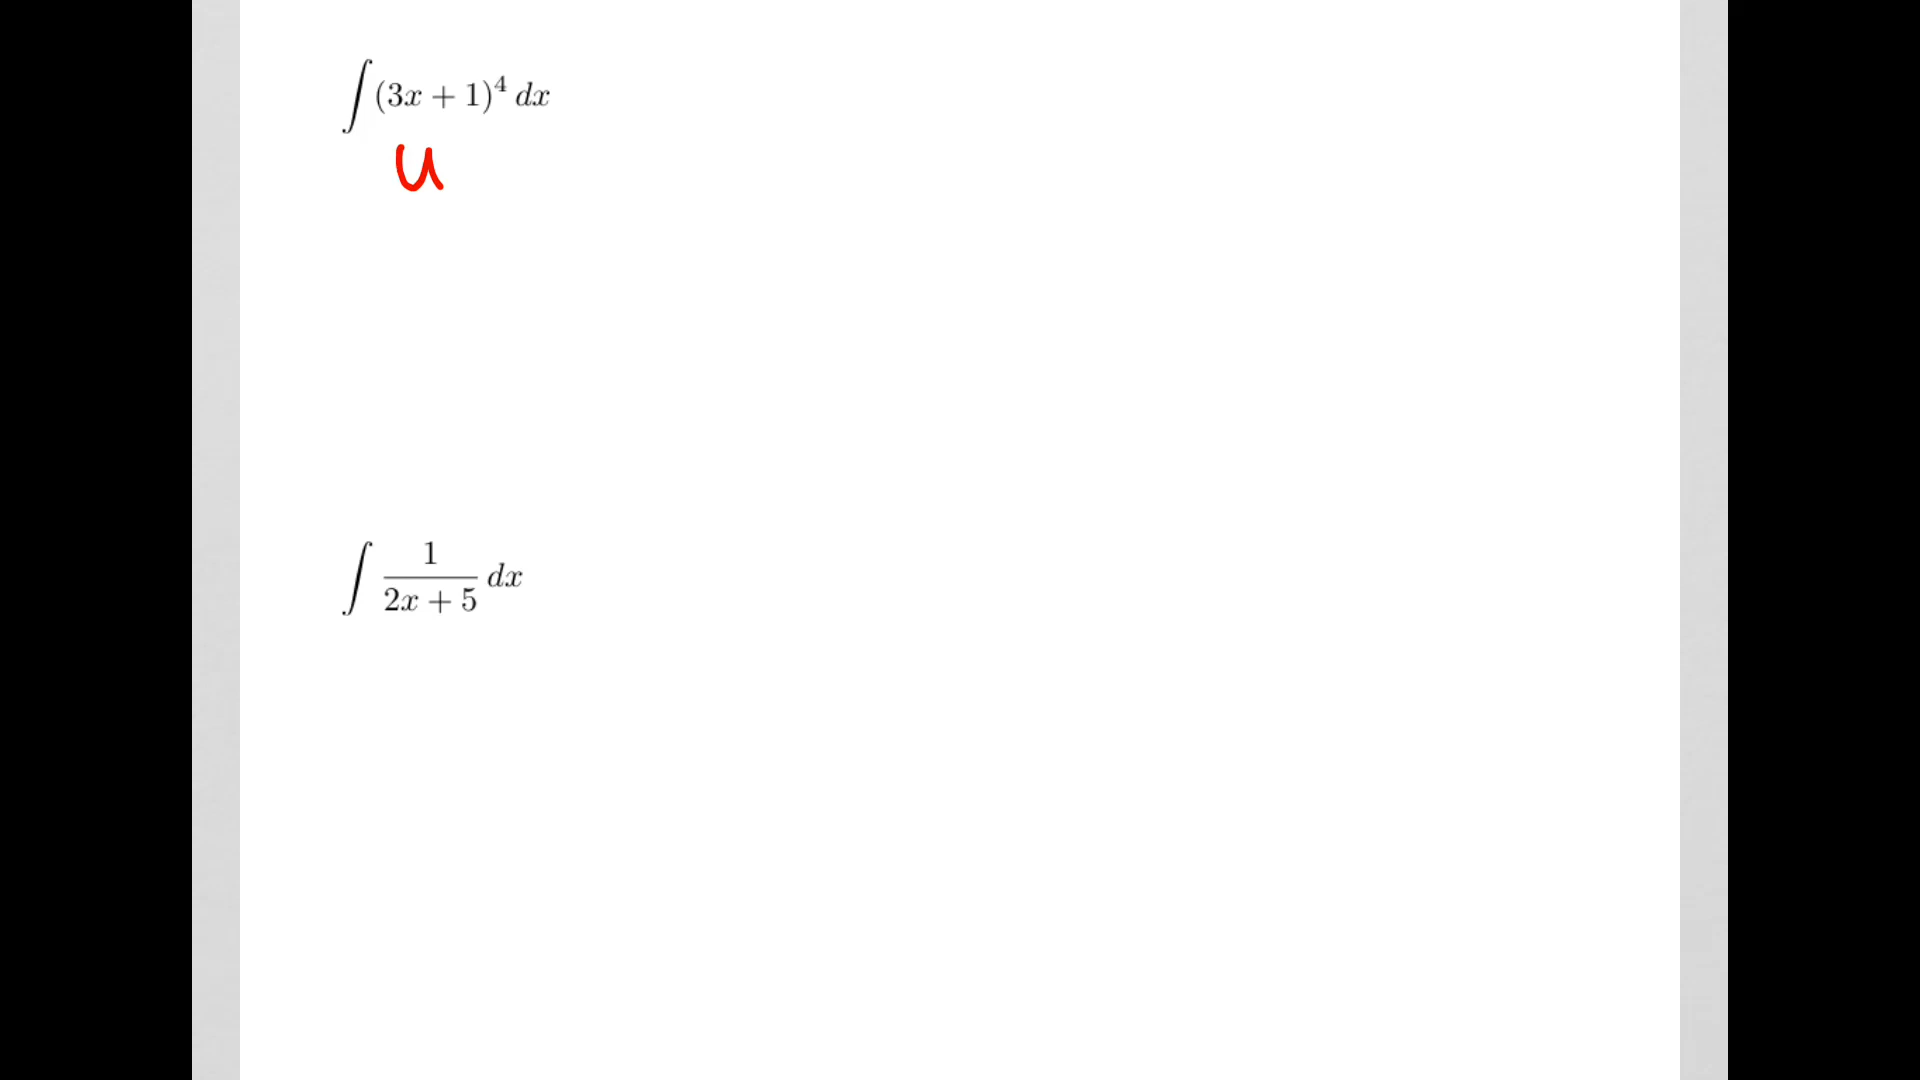 ∫(3x + 1)⁴ dx
u
∫ 1/(2x + 5) dx